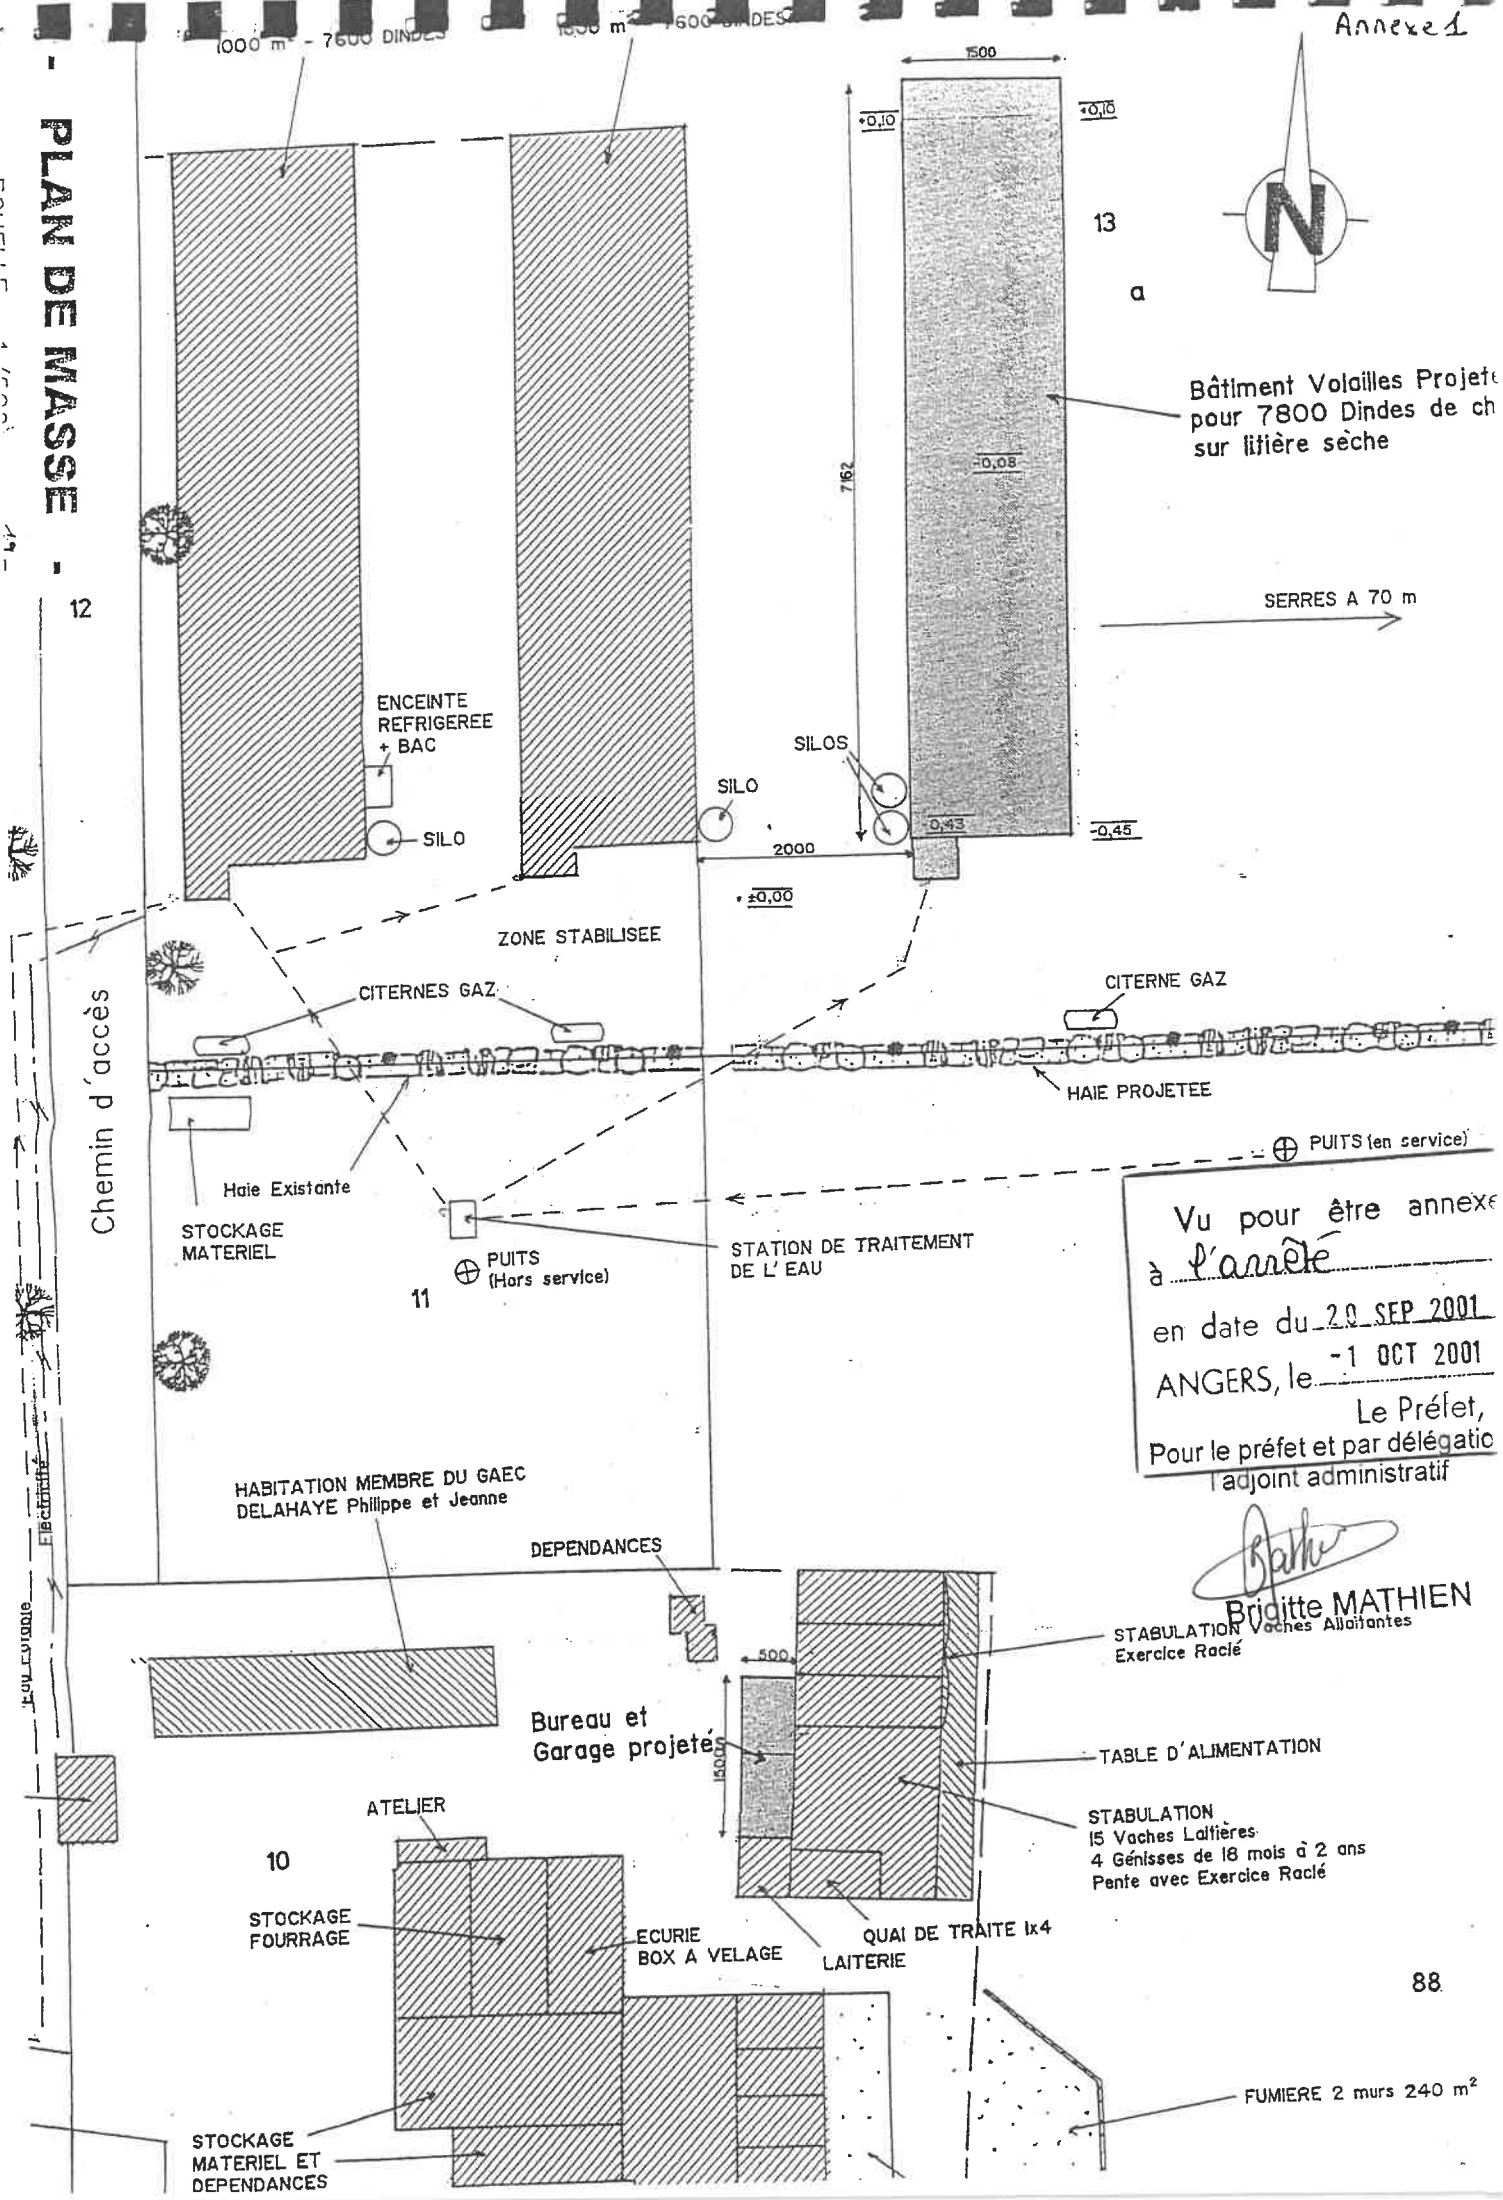 Annexe 1
1000 m² - 7600 DINDES
7600 DINDES
- PLAN DE MASSE -
1500
+0,10
+0,10
13
N
a
Bâtiment Volailles Projeté
pour 7800 Dindes de ch
sur litière sèche
7162
-0,08
12
SERRES A 70 m
ENCEINTE
REFRIGEREE
+ BAC
SILOS
SILO
SILO
-0,43
-0,45
2000
±0,00
ZONE STABILISEE
CITERNES GAZ
CITERNE GAZ
Chemin d'accès
HAIE PROJETEE
PUITS (en service)
Haie Existante
STOCKAGE
MATERIEL
STATION DE TRAITEMENT
DE L'EAU
PUITS
(Hors service)
11
Vu pour être annexé
à l'arrêté
en date du 20 SEP 2001
ANGERS, le -1 OCT 2001
Le Préfet,
Pour le préfet et par délégatio
l'adjoint administratif
Brigitte MATHIEN
Electricité
HABITATION MEMBRE DU GAEC
DELAHAYE Philippe et Jeanne
DEPENDANCES
STABULATION Vaches Allaitantes
Exercice Raclé
500
Bureau et
Garage projetés
1500
TABLE D'ALIMENTATION
ATELIER
STABULATION
15 Vaches Laitières
4 Génisses de 18 mois à 2 ans
Pente avec Exercice Raclé
10
STOCKAGE
FOURRAGE
ECURIE
BOX A VELAGE
QUAI DE TRAITE 1x4
LAITERIE
88
FUMIERE 2 murs 240 m²
STOCKAGE
MATERIEL ET
DEPENDANCES